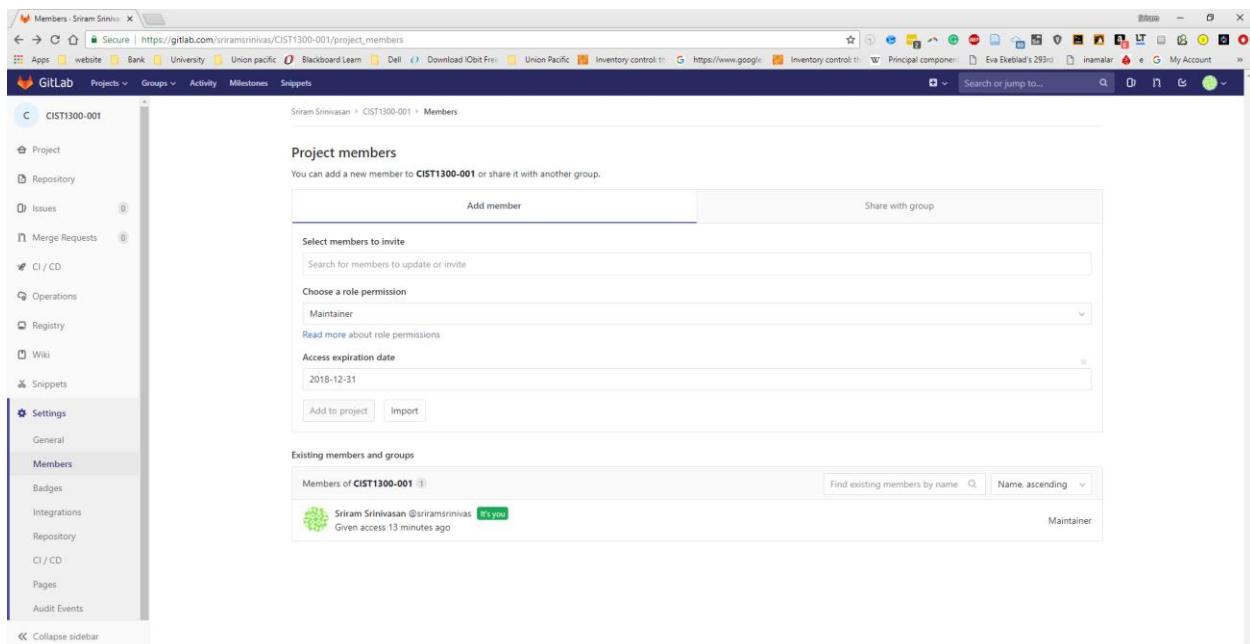 Members · Sriram Sriniva
Secure | https://gitlab.com/sriramsrinivas/CIST1300-001/project_members
Apps website Bank University Union pacific Blackboard Learn Dell Download IObit Free Union Pacific Inventory control: th https://www.google Inventory control: th Principal componen Eva Ekeblad's 293rd inamalar e My Account
GitLab Projects Groups Activity Milestones Snippets Search or jump to...
C CIST1300-001
Project
Repository
Issues 0
Merge Requests 0
CI / CD
Operations
Registry
Wiki
Snippets
Settings
General
Members
Badges
Integrations
Repository
CI / CD
Pages
Audit Events
Collapse sidebar
Sriram Srinivasan > CIST1300-001 > Members
Project members
You can add a new member to CIST1300-001 or share it with another group.
Add member Share with group
Select members to invite
Search for members to update or invite
Choose a role permission
Maintainer
Read more about role permissions
Access expiration date
2018-12-31
Add to project Import
Existing members and groups
Members of CIST1300-001 1 Find existing members by name Name, ascending
Sriram Srinivasan @sriramsrinivas It's you
Given access 13 minutes ago Maintainer